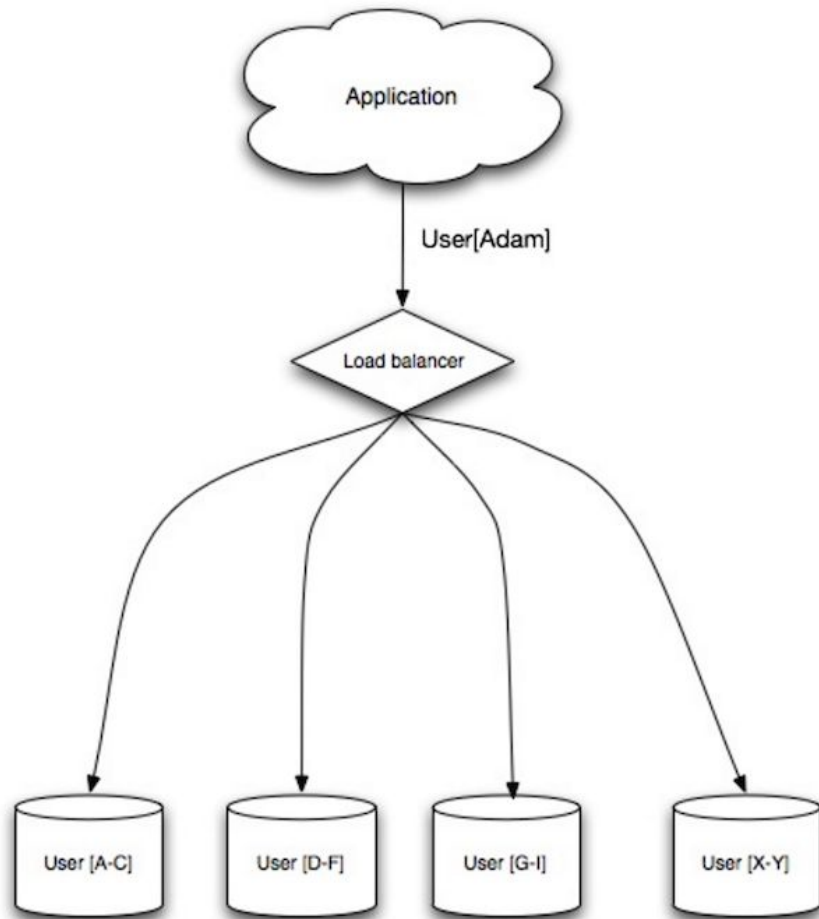 Application
User[Adam]
Load balancer
User [A-C]
User [D-F]
User [G-I]
User [X-Y]